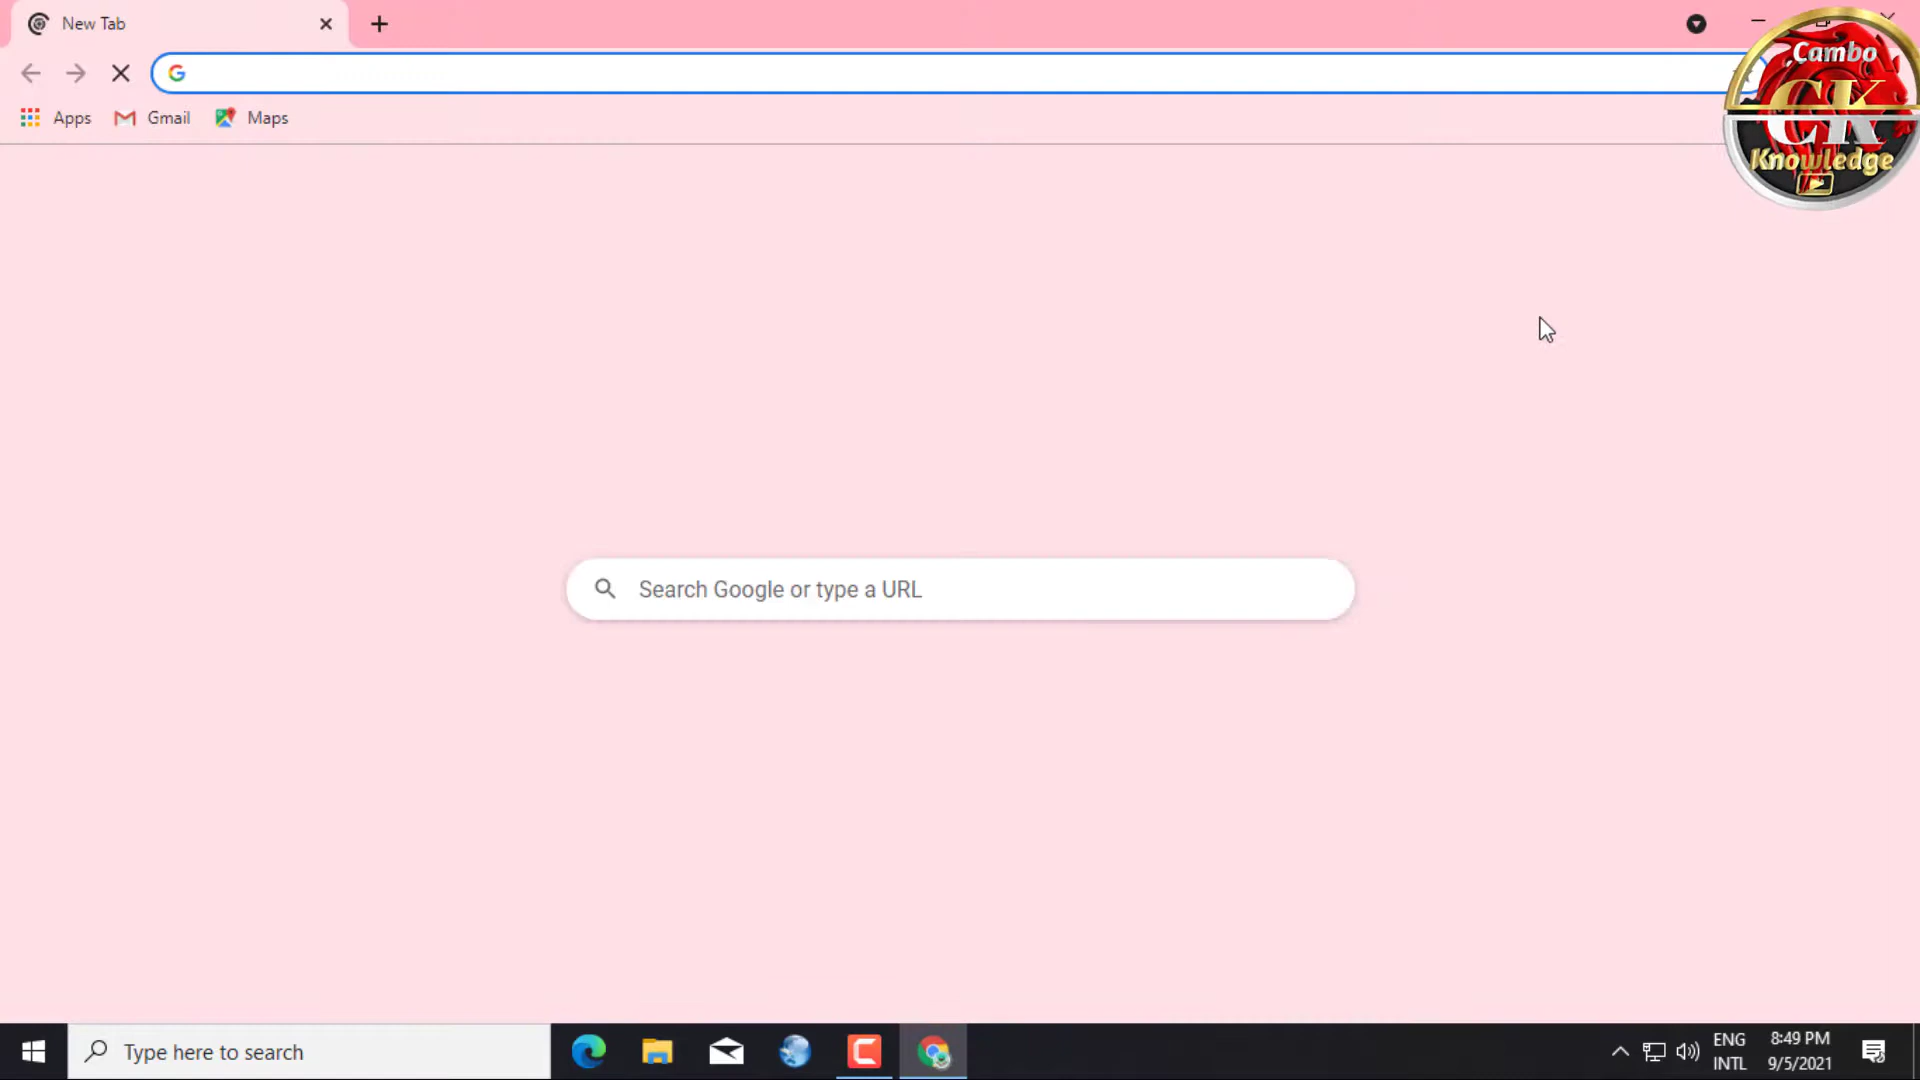 New Tab
Cambo
CK
Knowledge
Apps
Gmail
Maps
Search Google or type a URL
Type here to search
ENG
INTL
8:49 PM
9/5/2021